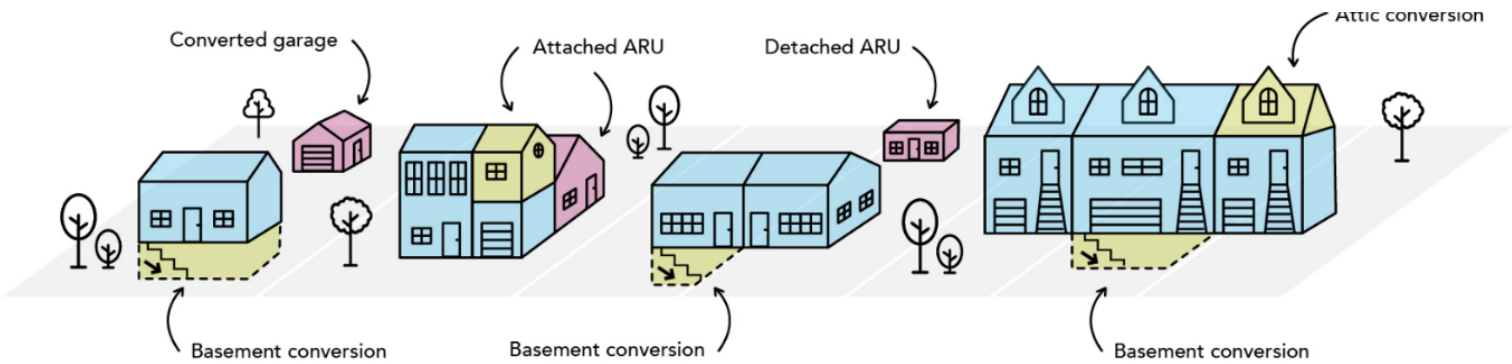 Attic conversion
Converted garage
Attached ARU
Detached ARU
Basement conversion
Basement conversion
Basement conversion